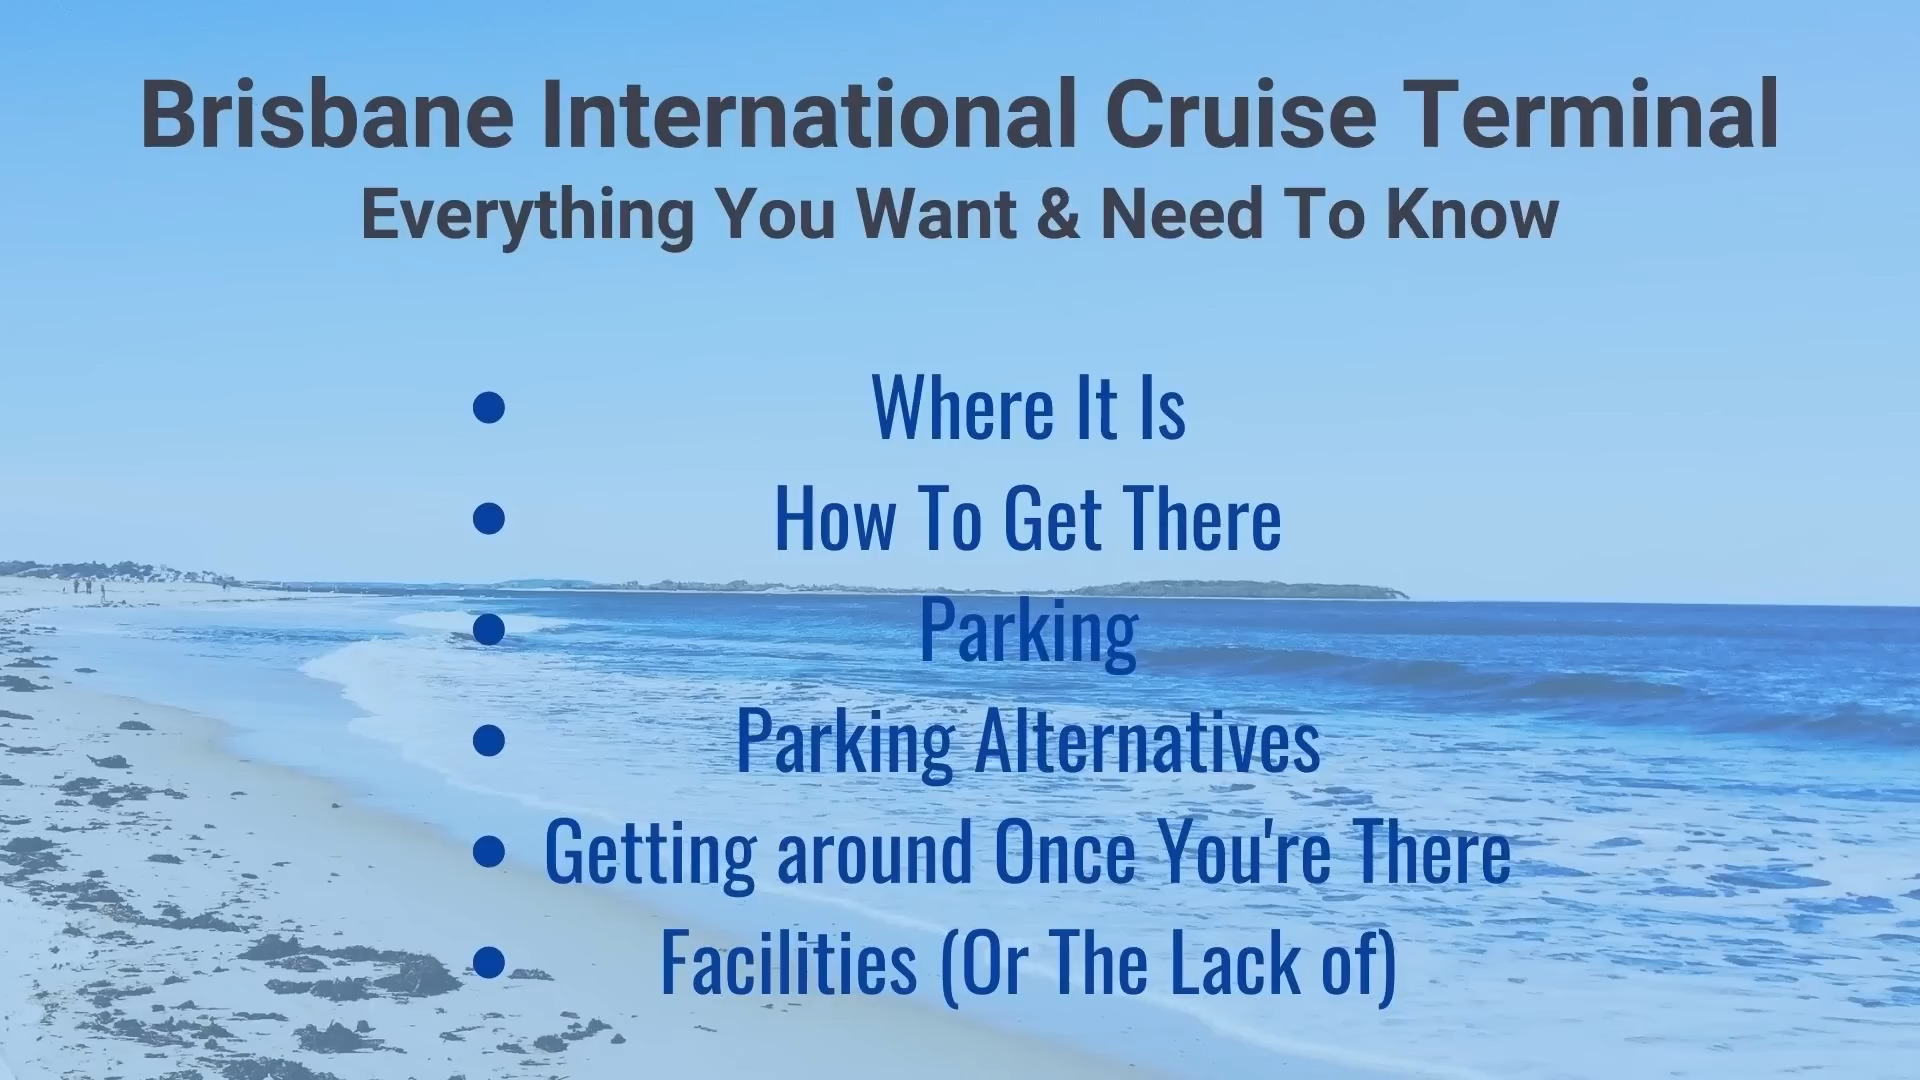 Brisbane International Cruise Terminal
Everything You Want & Need To Know
• Where It Is
• How To Get There
• Parking
• Parking Alternatives
• Getting around Once You're There
• Facilities (Or The Lack of)